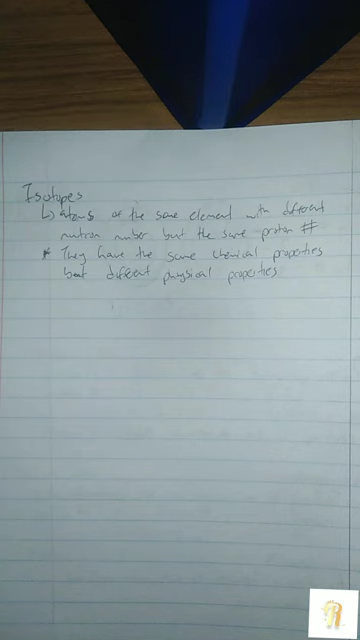 Isotopes
↳ atoms of the same element with different
nutron number but the same proton #
* They have the same chemical properties
but different physical properties